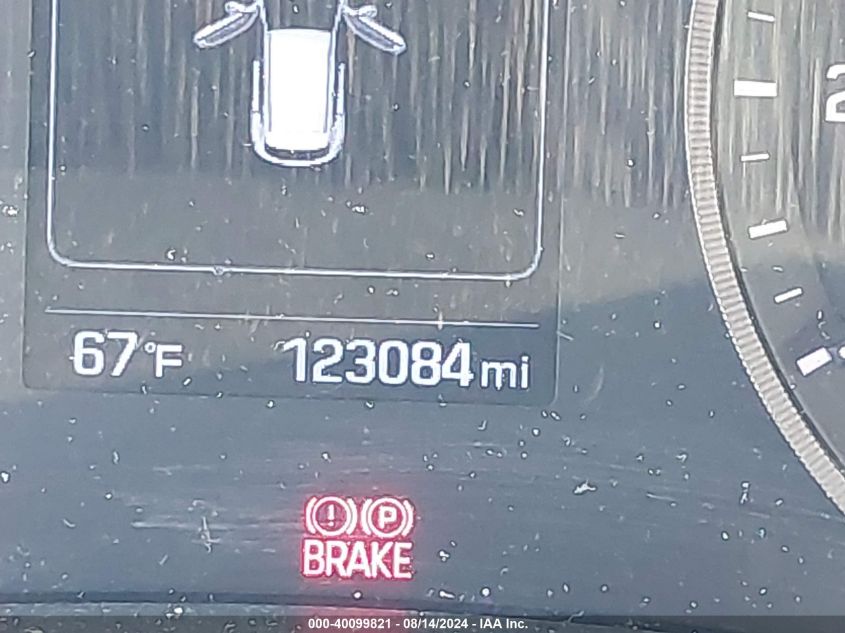 67°F 123084 mi
(!) (P)
BRAKE
000-40099821 - 08/14/2024 - IAA Inc.